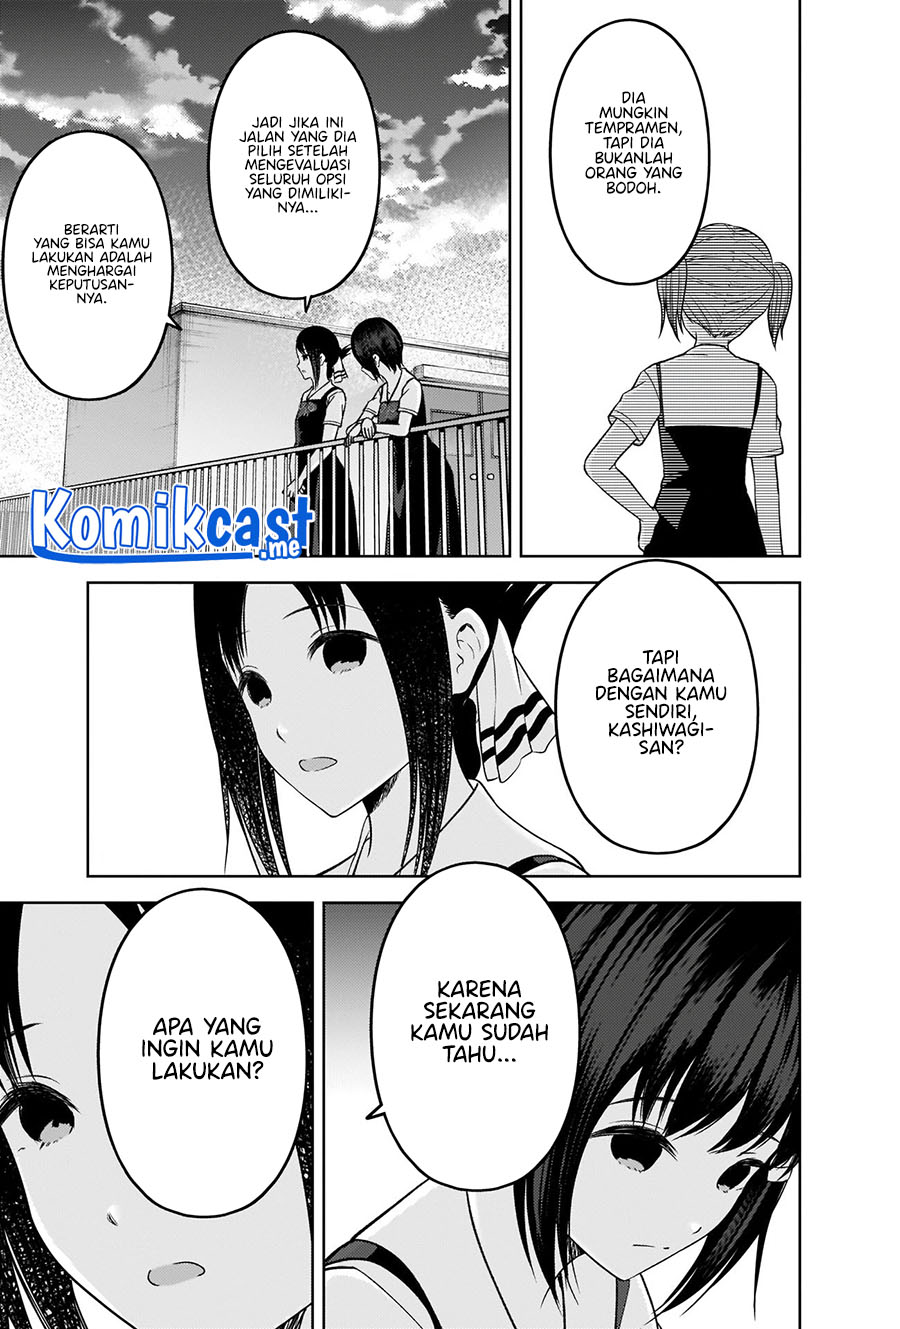 DIA
MUNGKIN
TEMPRAMEN,
TAPI DIA
BUKANLAH
ORANG YANG
BODOH.
JADI JIKA INI
JALAN YANG DIA
PILIH SETELAH
MENGEVALUASI
SELURUH OPSI
YANG DIMILIKI-
NYA...
BERARTI
YANG BISA KAMU
LAKUKAN ADALAH
MENGHARGAI
KEPUTUSAN-
NYA.
Komikcast
.me
TAPI
BAGAIMANA
DENGAN KAMU
SENDIRI,
KASHIWAGI-
SAN?
KARENA
SEKARANG
KAMU SUDAH
TAHU...
APA YANG
INGIN KAMU
LAKUKAN?